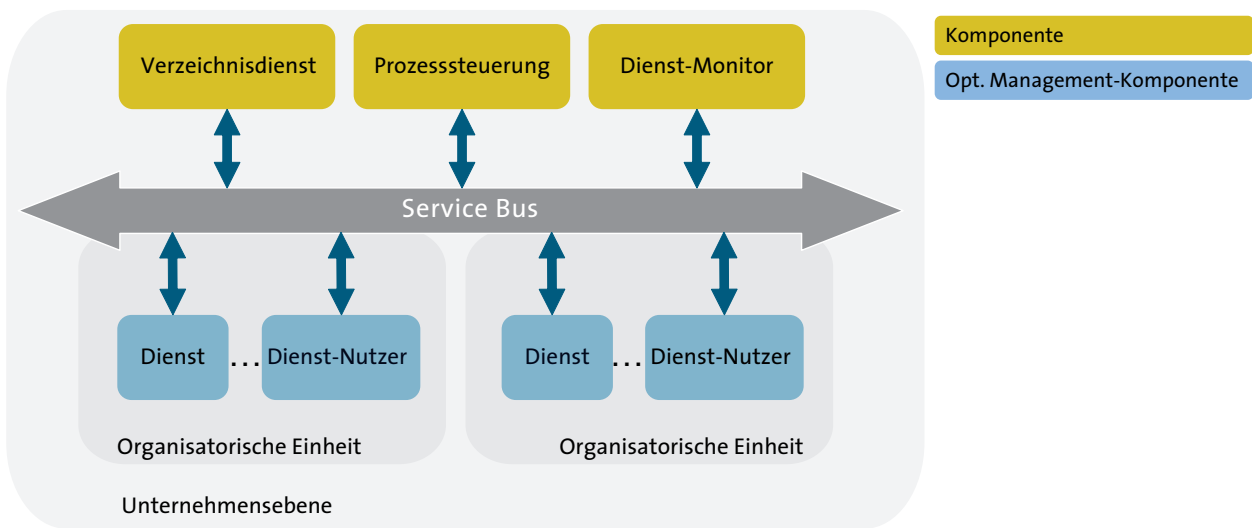 Verzeichnisdienst
Prozesssteuerung
Dienst-Monitor
Komponente
Opt. Management-Komponente
Service Bus
Dienst
...
Dienst-Nutzer
Dienst
...
Dienst-Nutzer
Organisatorische Einheit
Organisatorische Einheit
Unternehmensebene